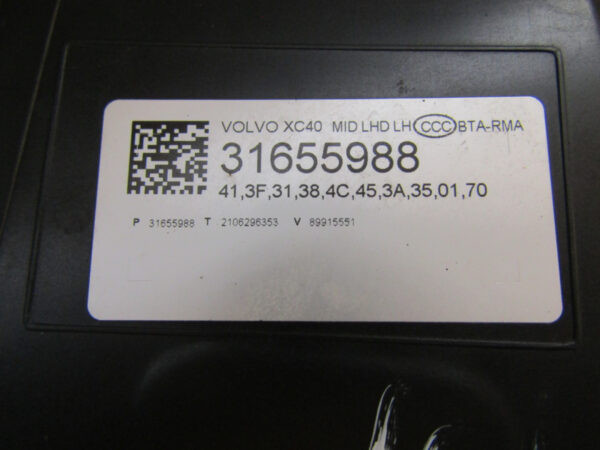 VOLVO XC40 MID LHD LH CCC BTA-RMA
31655988
41,3F,31,38,4C,45,3A,35,01,70
P 31655988 T 2106296353 V 89915551